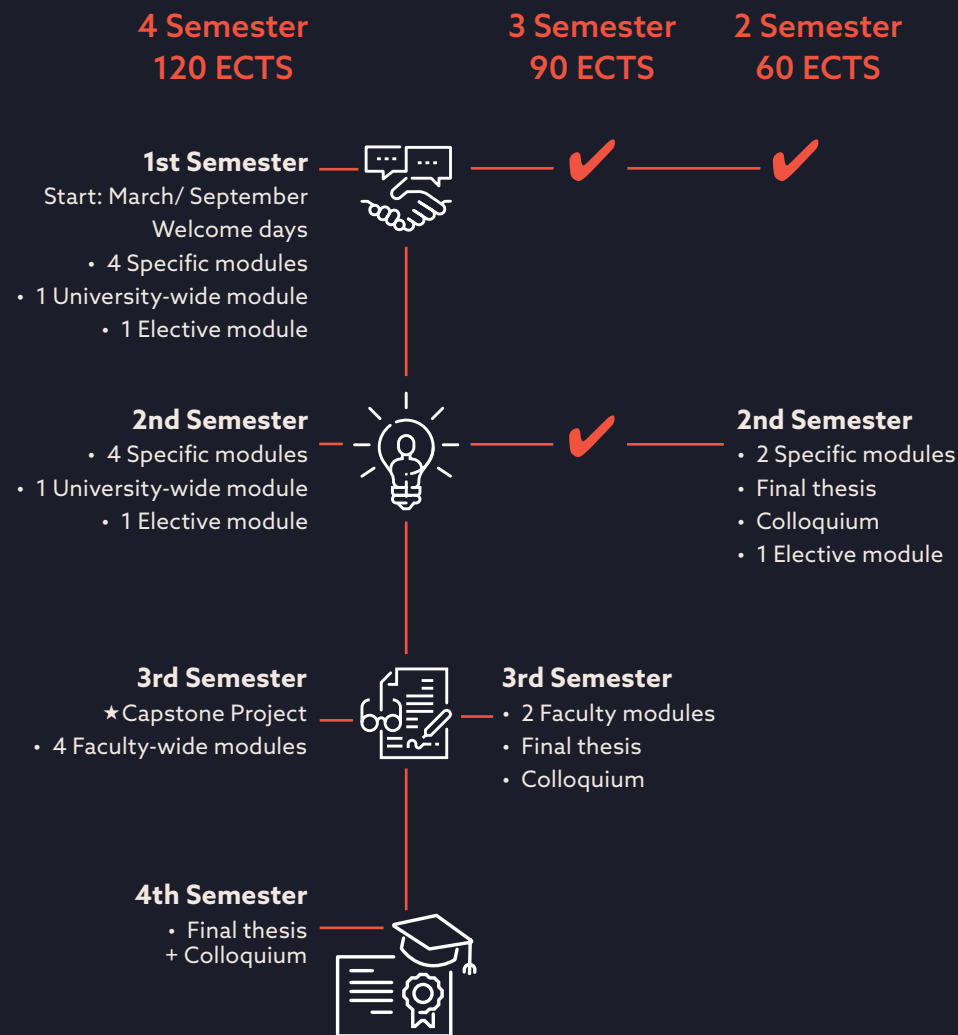 4 Semester
120 ECTS
3 Semester
90 ECTS
2 Semester
60 ECTS
1st Semester
Start: March/ September
Welcome days
• 4 Specific modules
• 1 University-wide module
• 1 Elective module
2nd Semester
• 4 Specific modules
• 1 University-wide module
• 1 Elective module
2nd Semester
• 2 Specific modules
• Final thesis
• Colloquium
• 1 Elective module
3rd Semester
★Capstone Project
• 4 Faculty-wide modules
3rd Semester
• 2 Faculty modules
• Final thesis
• Colloquium
4th Semester
• Final thesis
+ Colloquium